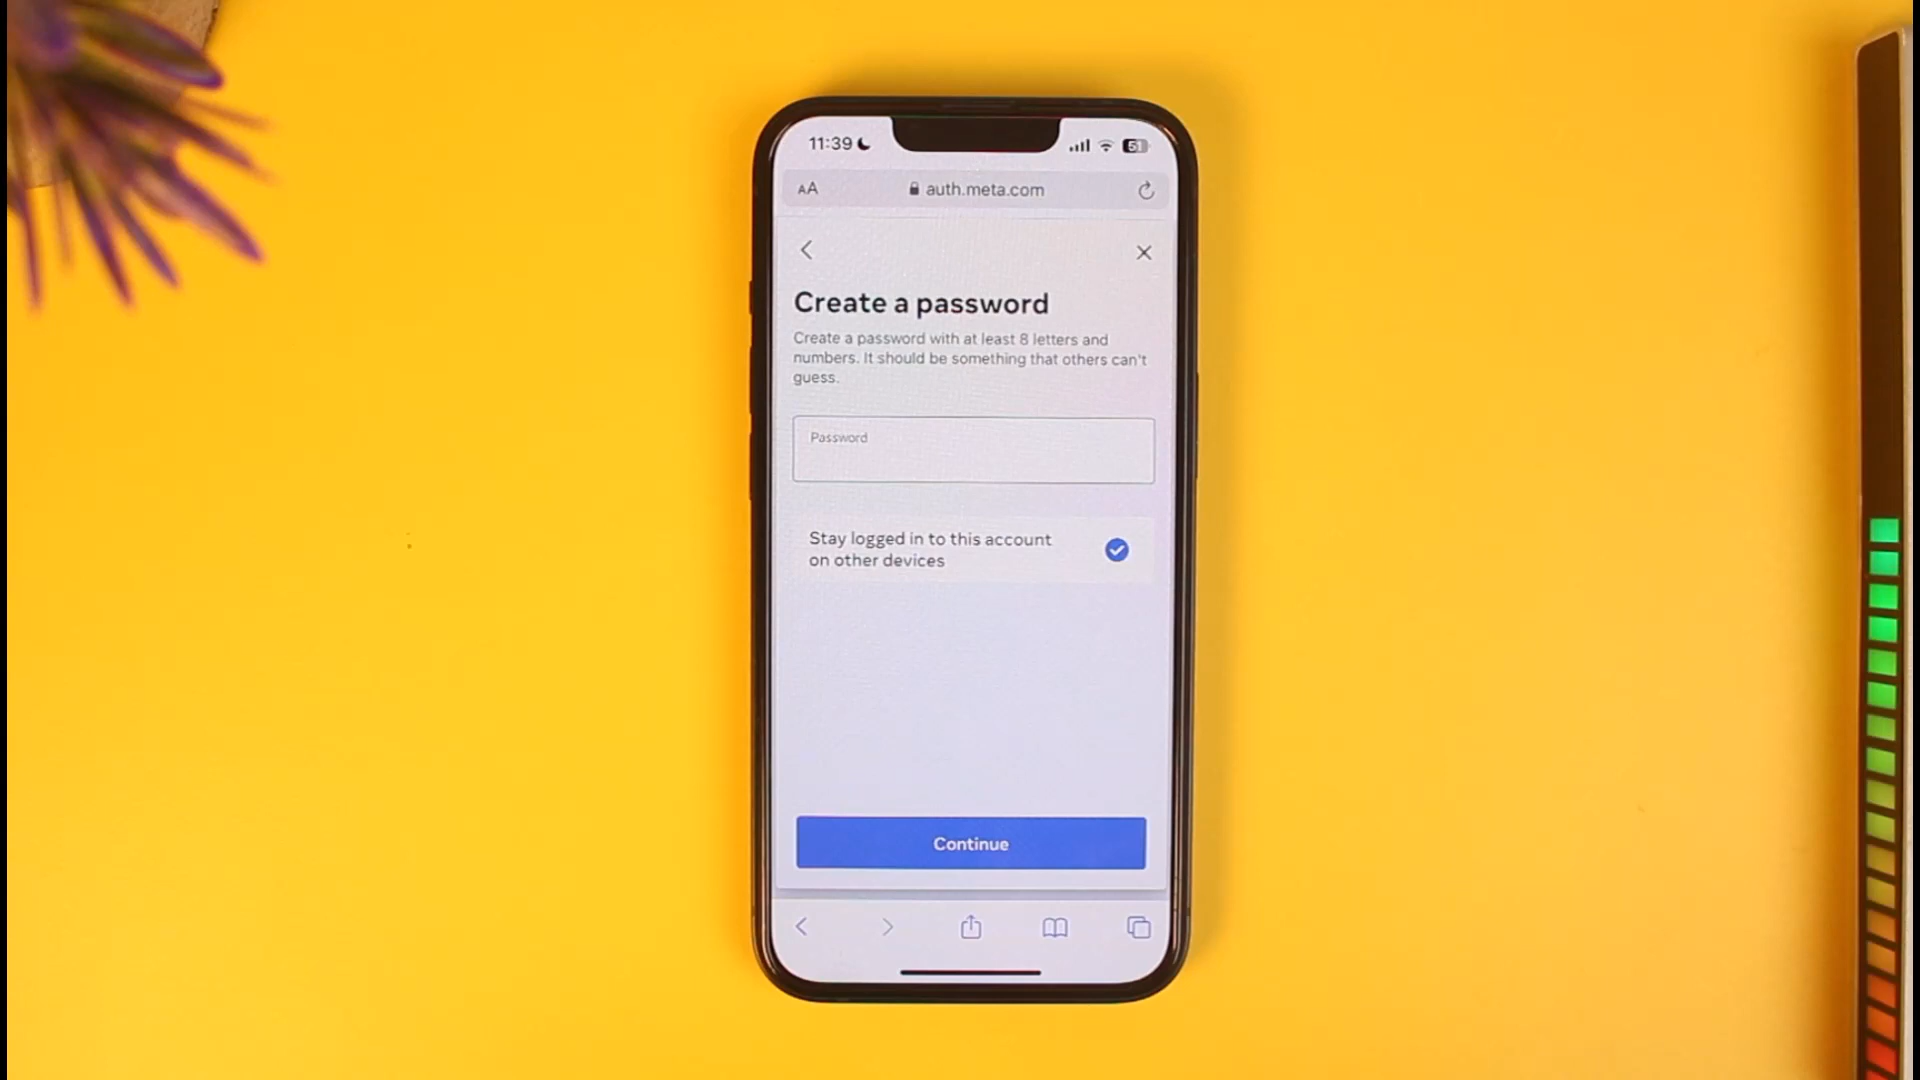 11:39
51
AA
auth.meta.com
Create a password
Create a password with at least 8 letters and
numbers. It should be something that others can't
guess.
Password
Stay logged in to this account
on other devices
Continue